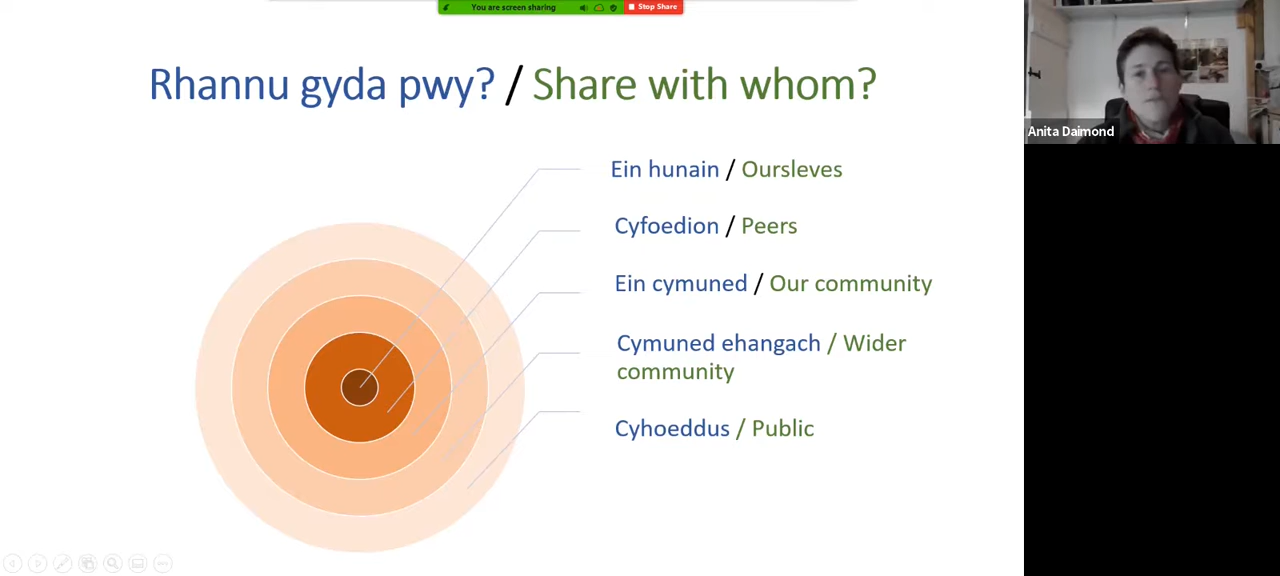 You are screen sharing
Stop Share
Rhannu gyda pwy? / Share with whom?
Anita Daimond
Ein hunain / Oursleves
Cyfoedion / Peers
Ein cymuned / Our community
Cymuned ehangach / Wider
community
Cyhoeddus / Public